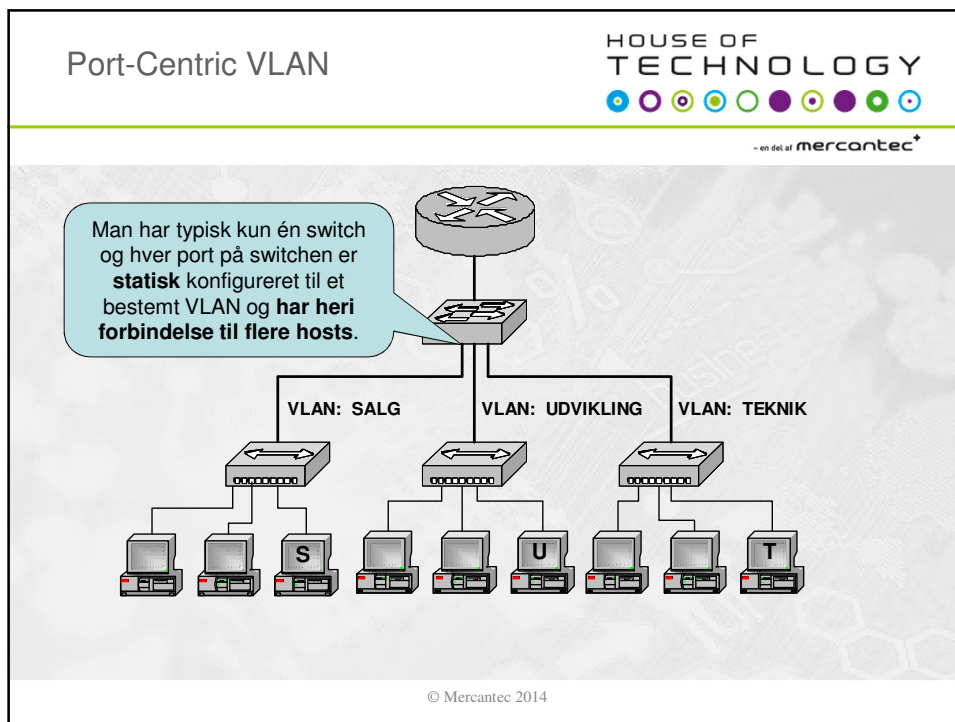 Port-Centric VLAN
HOUSE OF
TECHNOLOGY
- en del af mercantec+
Man har typisk kun én switch
og hver port på switchen er
statisk konfigureret til et
bestemt VLAN og har heri
forbindelse til flere hosts.
%
Business
VLAN: SALG
VLAN: UDVIKLING
VLAN: TEKNIK
S
U
T
© Mercantec 2014